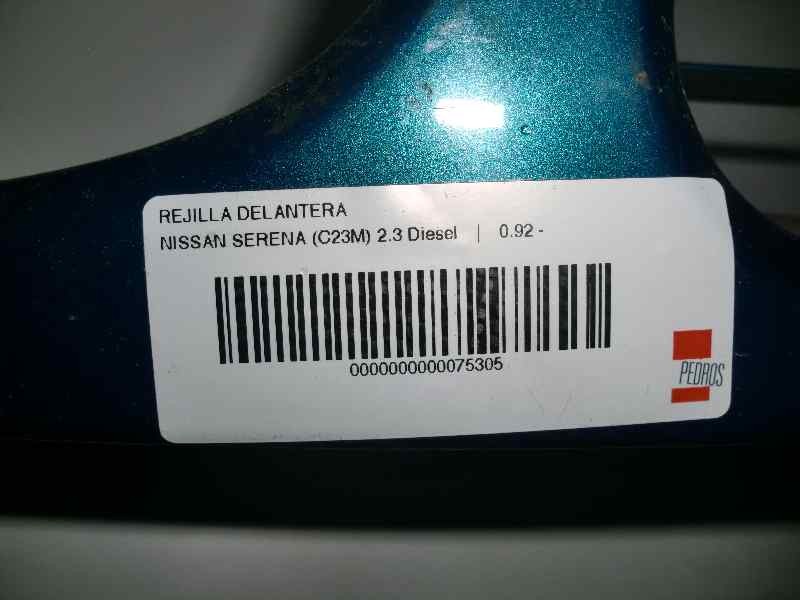 REJILLA DELANTERA
NISSAN SERENA (C23M) 2.3 Diesel | 0.92 -
0000000000075305
PEDROS